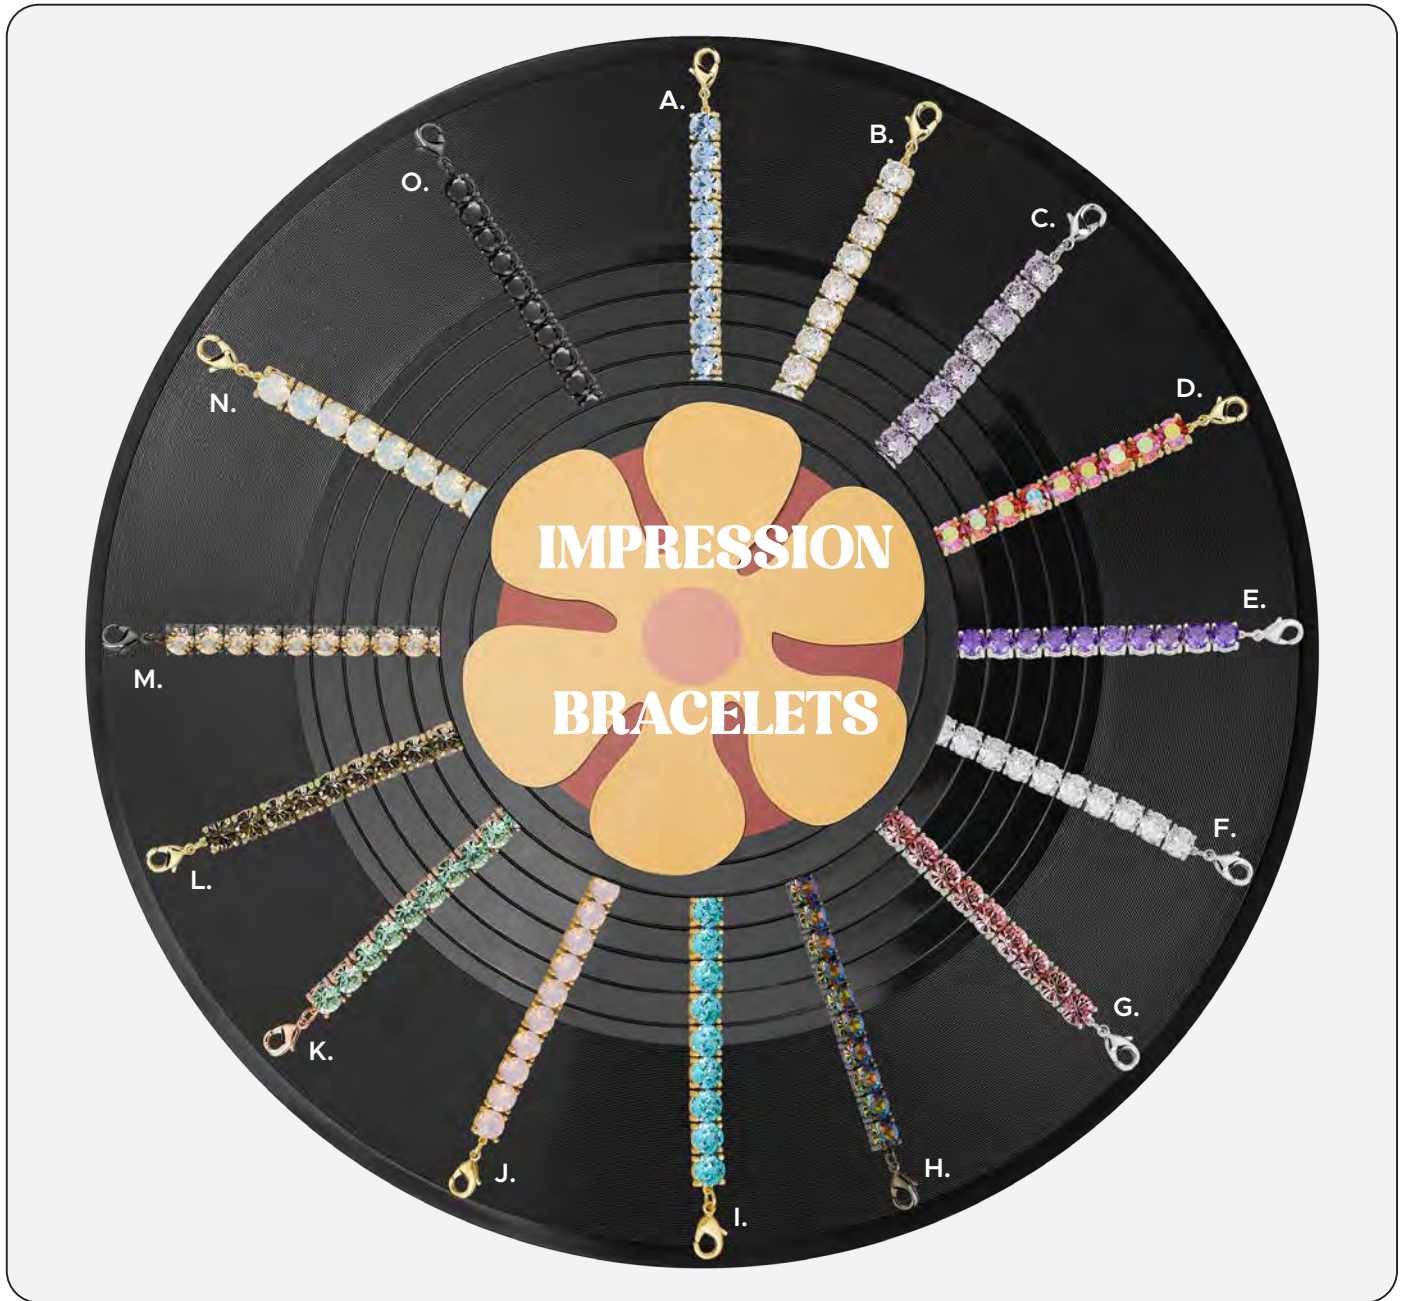 A.
B.
C.
D.
E.
F.
G.
H.
I.
J.
K.
L.
M.
N.
O.
IMPRESSION
BRACELETS